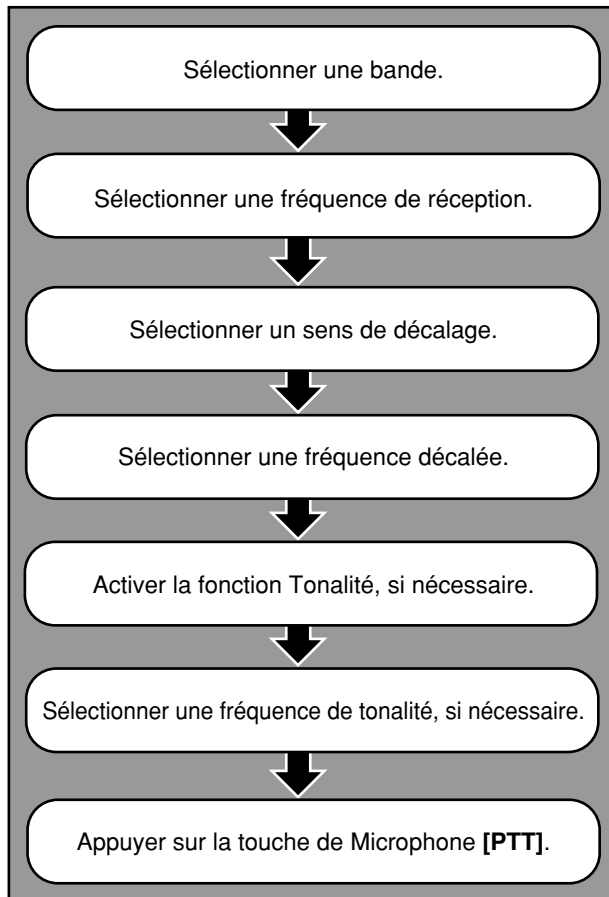 Sélectionner une bande.
Sélectionner une fréquence de réception.
Sélectionner un sens de décalage.
Sélectionner une fréquence décalée.
Activer la fonction Tonalité, si nécessaire.
Sélectionner une fréquence de tonalité, si nécessaire.
Appuyer sur la touche de Microphone [PTT].